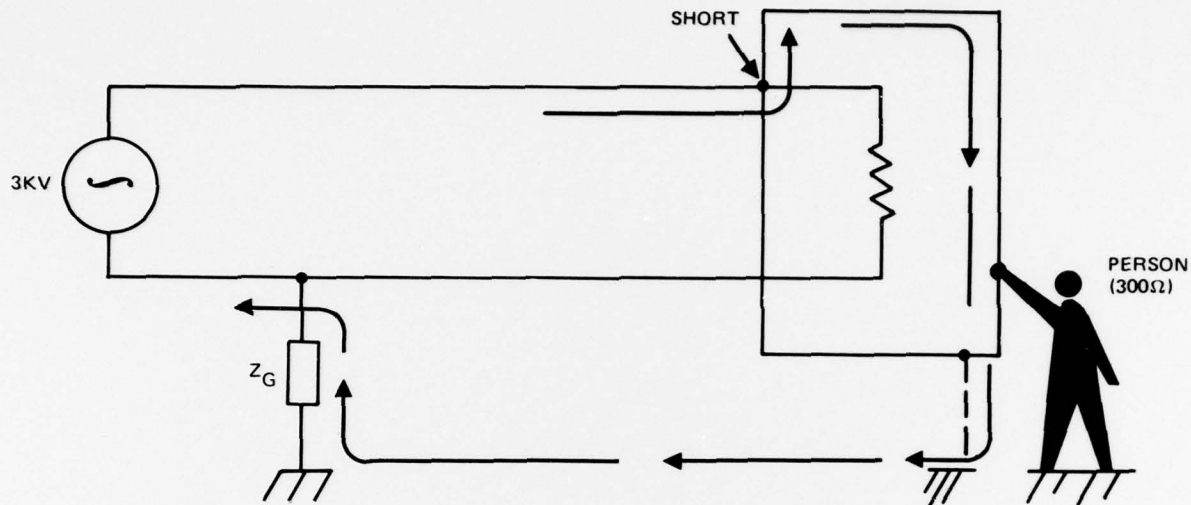 SHORT
3KV
PERSON
(300Ω)
Z_G